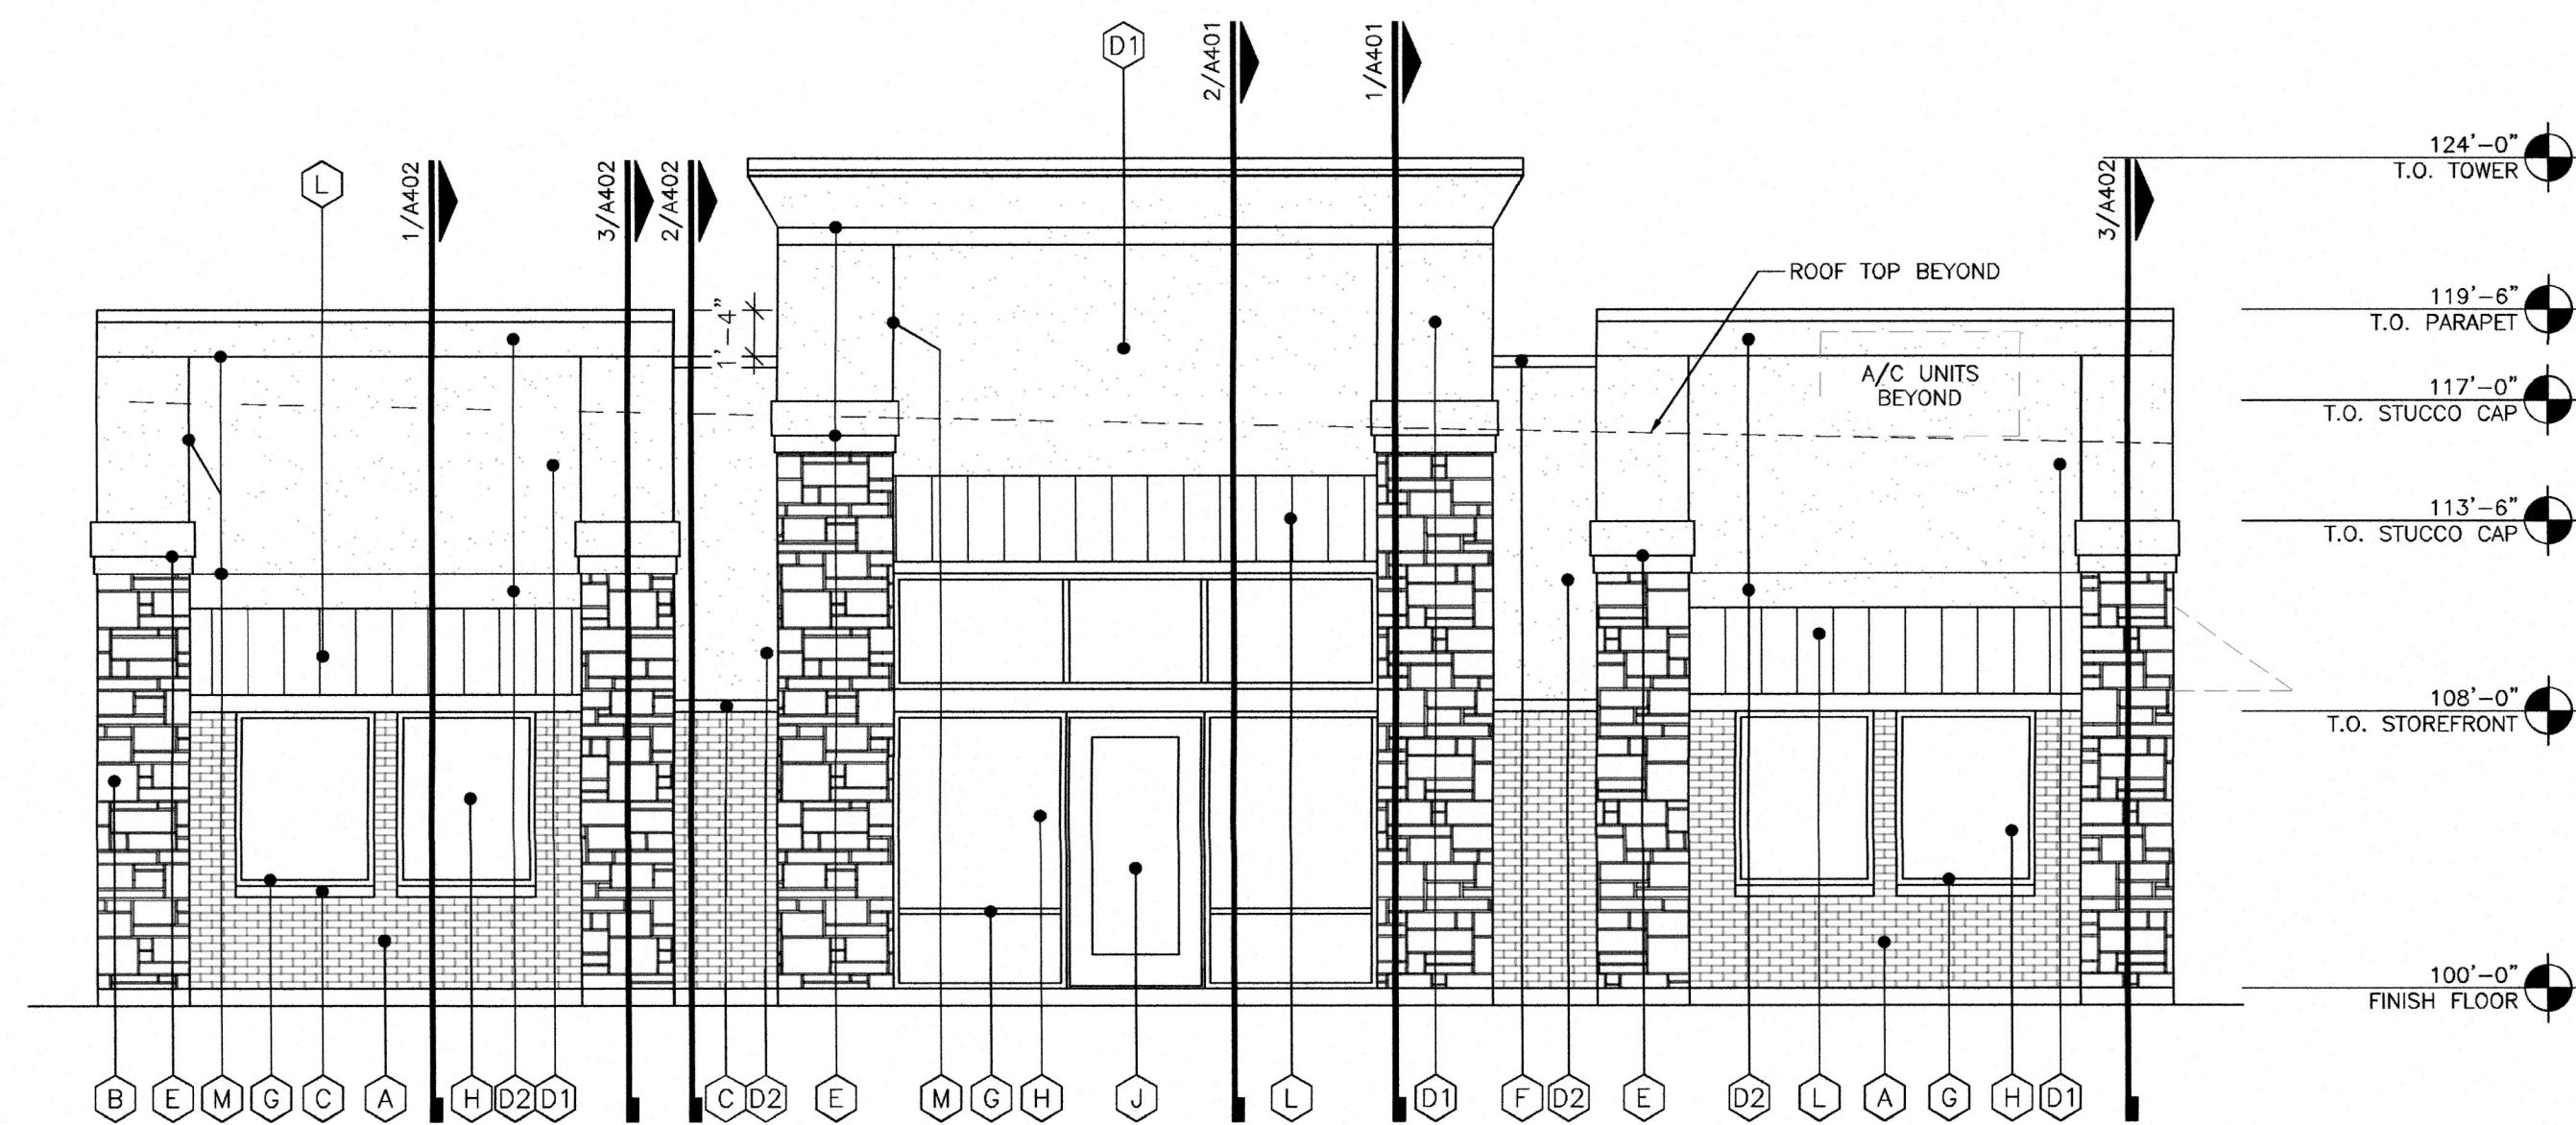 D1
2/A401
1/A401
L
1/A402
3/A402
2/A402
3/A402
124'-0"
T.O. TOWER
ROOF TOP BEYOND
1'-4"
119'-6"
T.O. PARAPET
A/C UNITS
BEYOND
117'-0"
T.O. STUCCO CAP
113'-6"
T.O. STUCCO CAP
108'-0"
T.O. STOREFRONT
100'-0"
FINISH FLOOR
B E M G C A H D2 D1 C D2 E M G H J L D1 F D2 E D2 L A G H D1